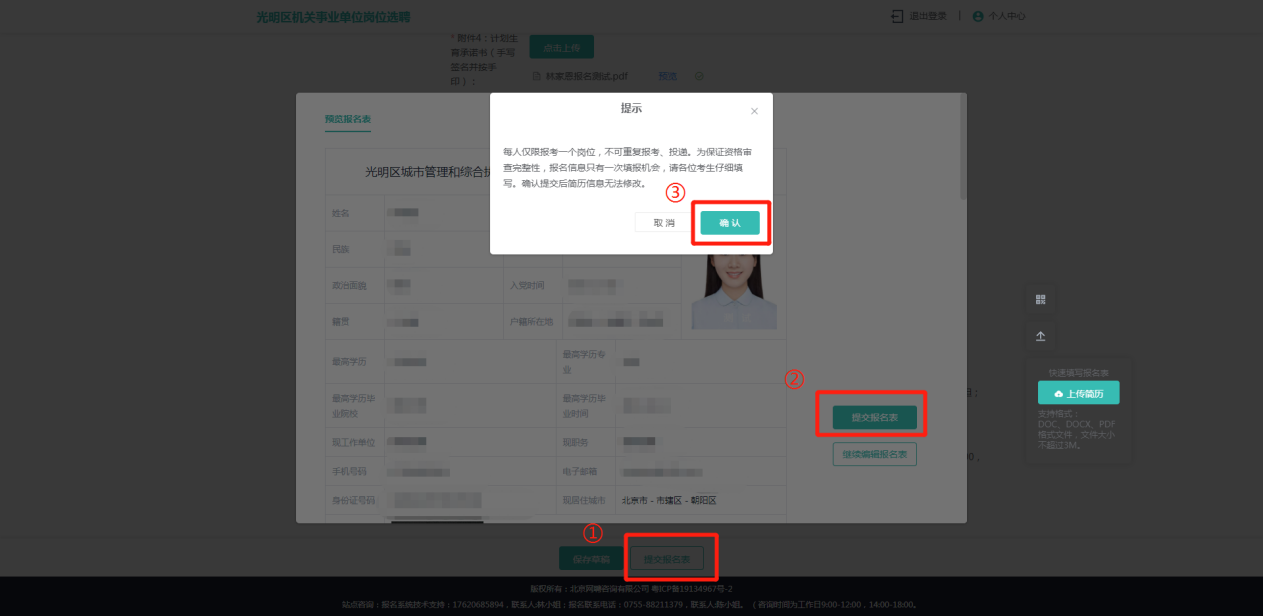 光明区机关事业单位岗位选聘
退出登录 | 个人中心
* 附件4：计划生
育承诺书（手写
签名并按手
印）：
点击上传
林家恩报名测试.pdf 预览
预览报名表
提示
×
每人仅限报考一个岗位，不可重复报考、投递。为保证资格审
查完整性，报名信息只有一次填报机会，请各位考生仔细填
写。确认提交后简历信息无法修改。
③
取 消
确 认
光明区城市管理和综合执
姓名
民族
政治面貌 入党时间
籍贯 户籍所在地
最高学历 最高学历专
业
最高学历毕
业院校
最高学历毕
业时间
现工作单位 现职务
手机号码 电子邮箱
身份证号码 现居住城市 北京市 - 市辖区 - 朝阳区
②
提交报名表
继续编辑报名表
快速填写报名表
上传简历
支持格式：
DOC、DOCX、PDF
格式文件，文件大小
不超过3M。
①
保存草稿 提交报名表
版权所有：北京网聘咨询有限公司 粤ICP备19134967号-2
站点咨询：报名系统技术支持：17620685894，联系人:林小姐；报名联系电话：0755-88211379，联系人:陈小姐。（ 咨询时间为工作日9:00-12:00，14:00-18:00。